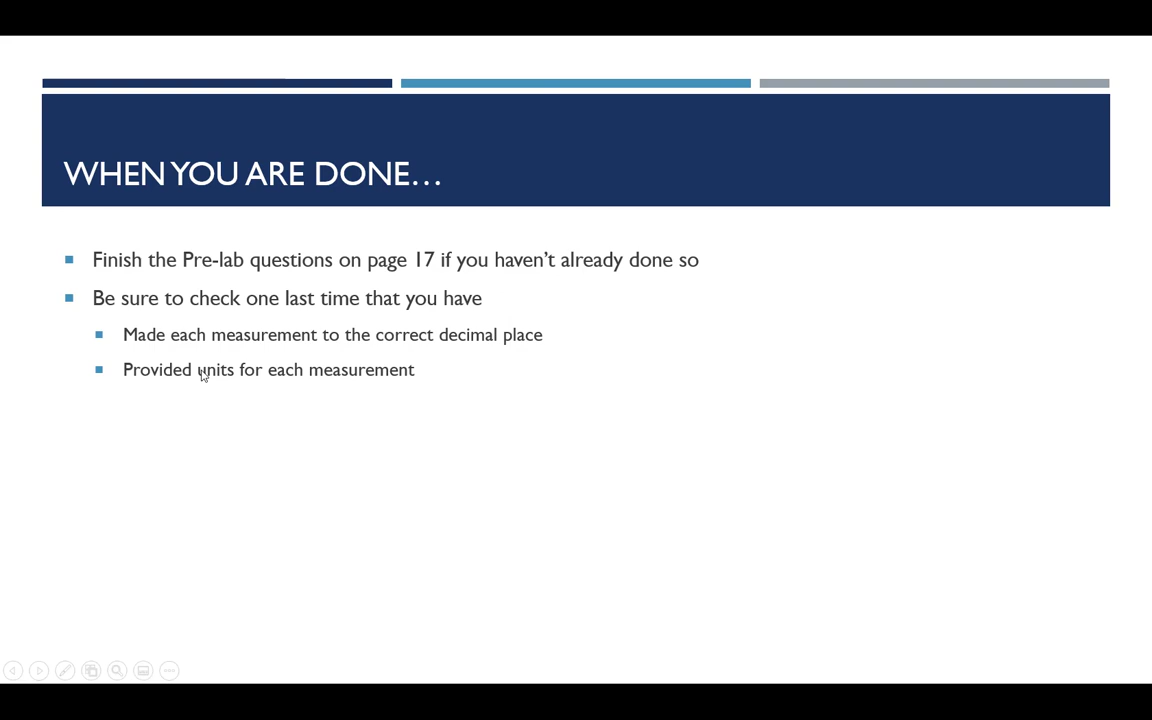 WHEN YOU ARE DONE…
Finish the Pre-lab questions on page 17 if you haven’t already done so
Be sure to check one last time that you have
Made each measurement to the correct decimal place
Provided units for each measurement